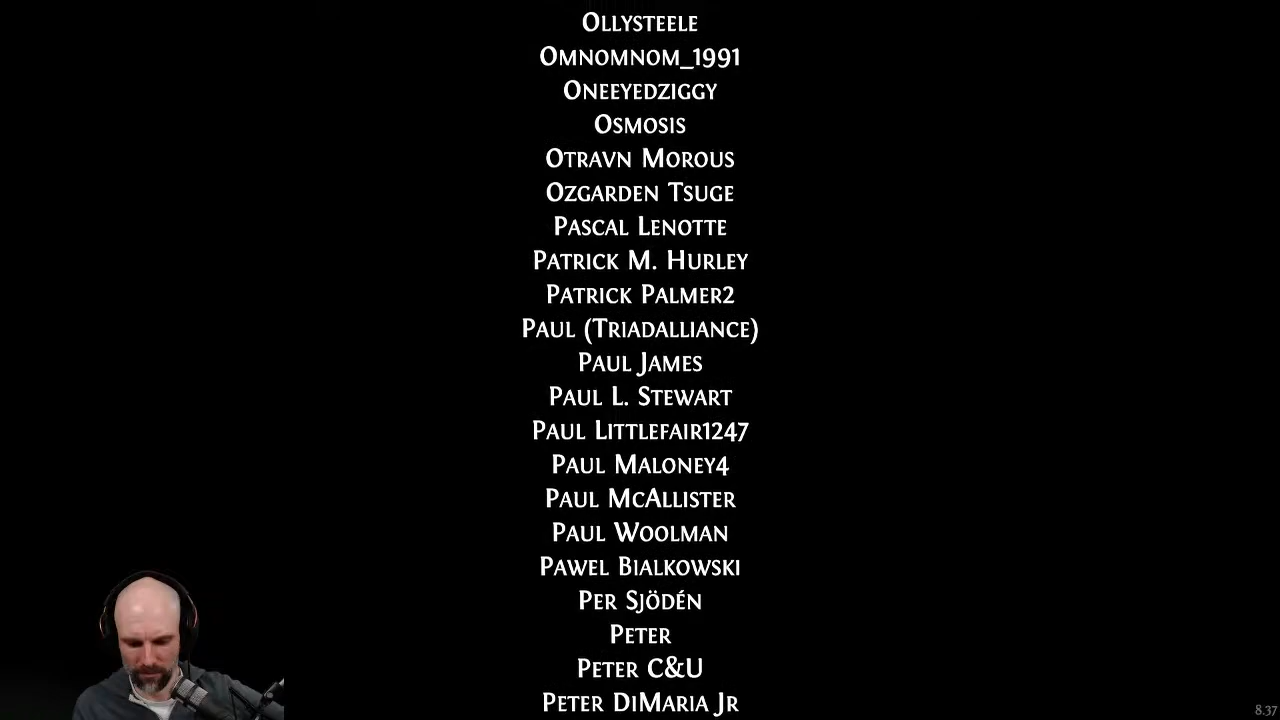 Ollysteele
Omnomnom_1991
Oneeyedziggy
Osmosis
Otravn Morous
Ozgarden Tsuge
Pascal Lenotte
Patrick M. Hurley
Patrick Palmer2
Paul (Triadalliance)
Paul James
Paul L. Stewart
Paul Littlefair1247
Paul Maloney4
Paul McAllister
Paul Woolman
Pawel Bialkowski
Per Sjödén
Peter
Peter C&U
Peter DiMaria Jr
8.37